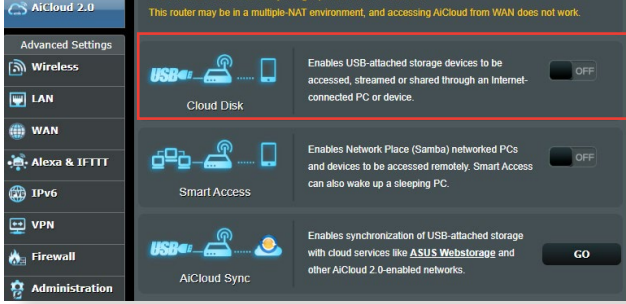 AiCloud 2.0
This router may be in a multiple-NAT environment, and accessing AiCloud from WAN does not work.
Advanced Settings
Wireless
LAN
WAN
Alexa & IFTTT
IPv6
VPN
Firewall
Administration
USB
Cloud Disk
Enables USB-attached storage devices to be
accessed, streamed or shared through an Internet-
connected PC or device.
OFF
Smart Access
Enables Network Place (Samba) networked PCs
and devices to be accessed remotely. Smart Access
can also wake up a sleeping PC.
OFF
USB
AiCloud Sync
Enables synchronization of USB-attached storage
with cloud services like ASUS Webstorage and
other AiCloud 2.0-enabled networks.
GO